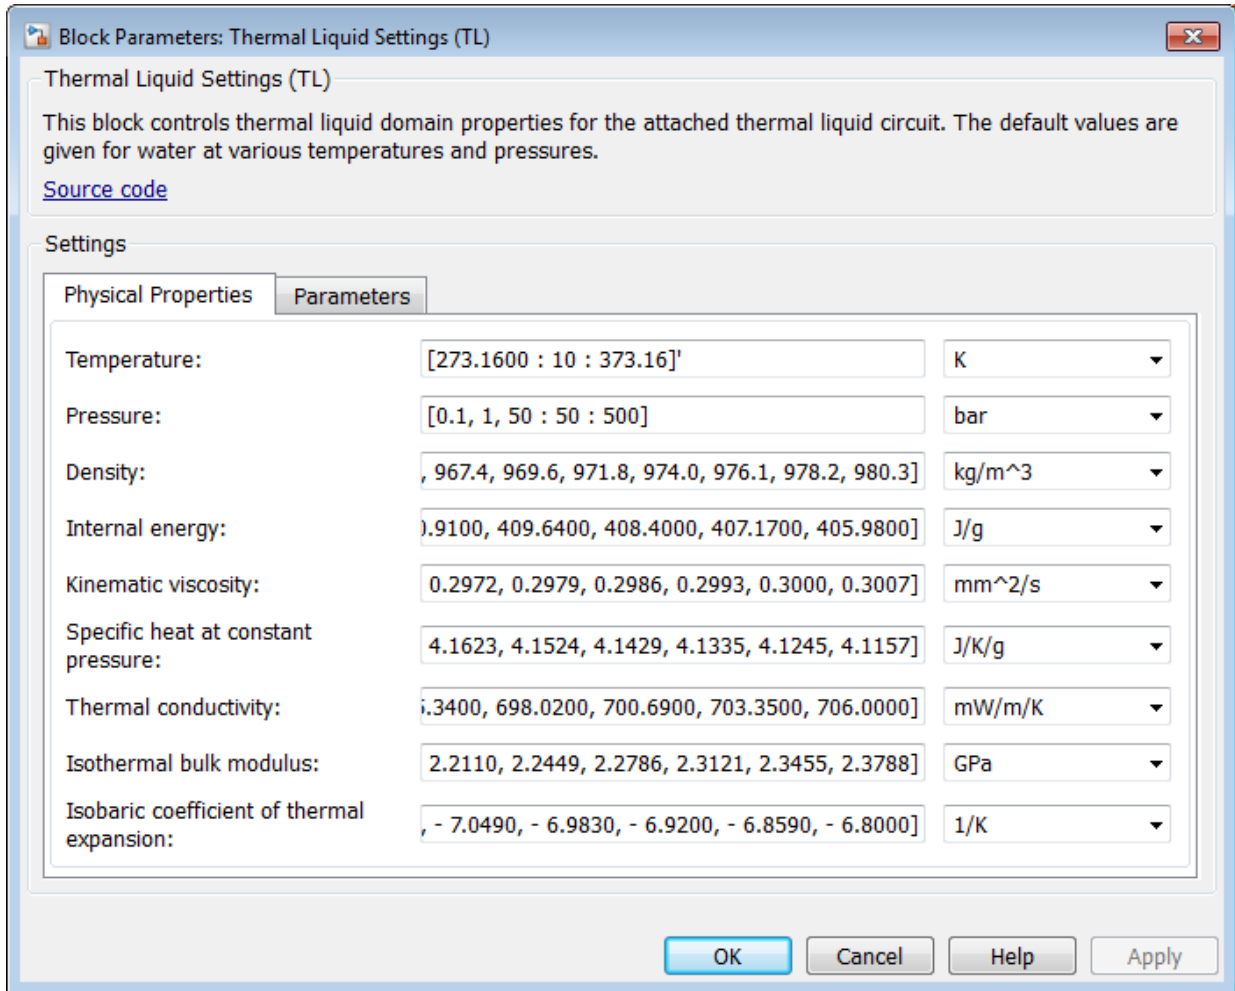 Block Parameters: Thermal Liquid Settings (TL)
Thermal Liquid Settings (TL)
This block controls thermal liquid domain properties for the attached thermal liquid circuit. The default values are
given for water at various temperatures and pressures.
Source code
Settings
Physical Properties Parameters
Temperature: [273.1600 : 10 : 373.16]' K
Pressure: [0.1, 1, 50 : 50 : 500] bar
Density: , 967.4, 969.6, 971.8, 974.0, 976.1, 978.2, 980.3] kg/m^3
Internal energy: .9100, 409.6400, 408.4000, 407.1700, 405.9800] J/g
Kinematic viscosity: 0.2972, 0.2979, 0.2986, 0.2993, 0.3000, 0.3007] mm^2/s
Specific heat at constant
pressure: 4.1623, 4.1524, 4.1429, 4.1335, 4.1245, 4.1157] J/K/g
Thermal conductivity: .3400, 698.0200, 700.6900, 703.3500, 706.0000] mW/m/K
Isothermal bulk modulus: 2.2110, 2.2449, 2.2786, 2.3121, 2.3455, 2.3788] GPa
Isobaric coefficient of thermal
expansion: , - 7.0490, - 6.9830, - 6.9200, - 6.8590, - 6.8000] 1/K
OK Cancel Help Apply